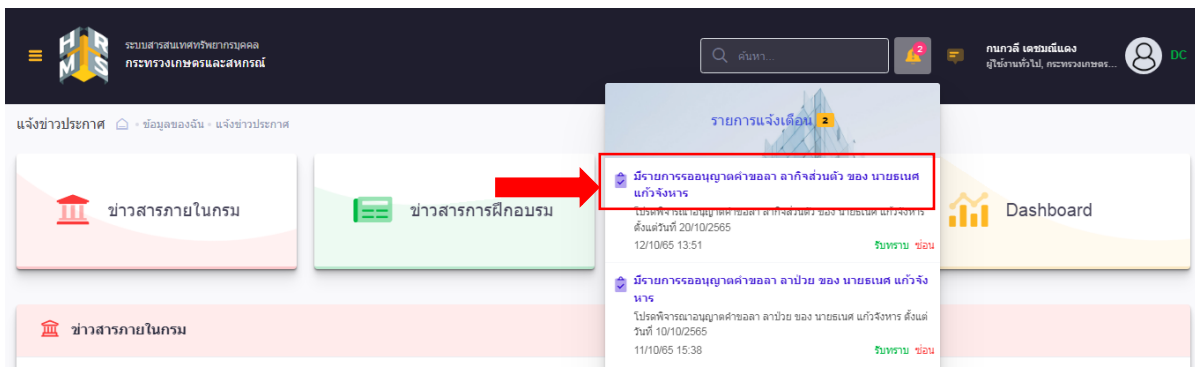 HR
MS
ระบบสารสนเทศทรัพยากรบุคคล
กระทรวงเกษตรและสหกรณ์
ค้นหา...
2
กนกวลี เดชมณีแดง
ผู้ใช้งานทั่วไป, กระทรวงเกษตร...
DC
แจ้งข่าวประกาศ - ข้อมูลของฉัน - แจ้งข่าวประกาศ
รายการแจ้งเตือน 2
ข่าวสารภายในกรม
ข่าวสารการฝึกอบรม
Dashboard
มีรายการรออนุญาตคำขอลา ลากิจส่วนตัว ของ นายธเนศ
แก้วจังหาร
โปรดพิจารณาอนุญาตคำขอลา ลากิจส่วนตัว ของ นายธเนศ แก้วจังหาร
ตั้งแต่วันที่ 20/10/2565
12/10/65 13:51 รับทราบ ซ่อน
มีรายการรออนุญาตคำขอลา ลาป่วย ของ นายธเนศ แก้วจัง
หาร
โปรดพิจารณาอนุญาตคำขอลา ลาป่วย ของ นายธเนศ แก้วจังหาร ตั้งแต่
วันที่ 10/10/2565
11/10/65 15:38 รับทราบ ซ่อน
ข่าวสารภายในกรม